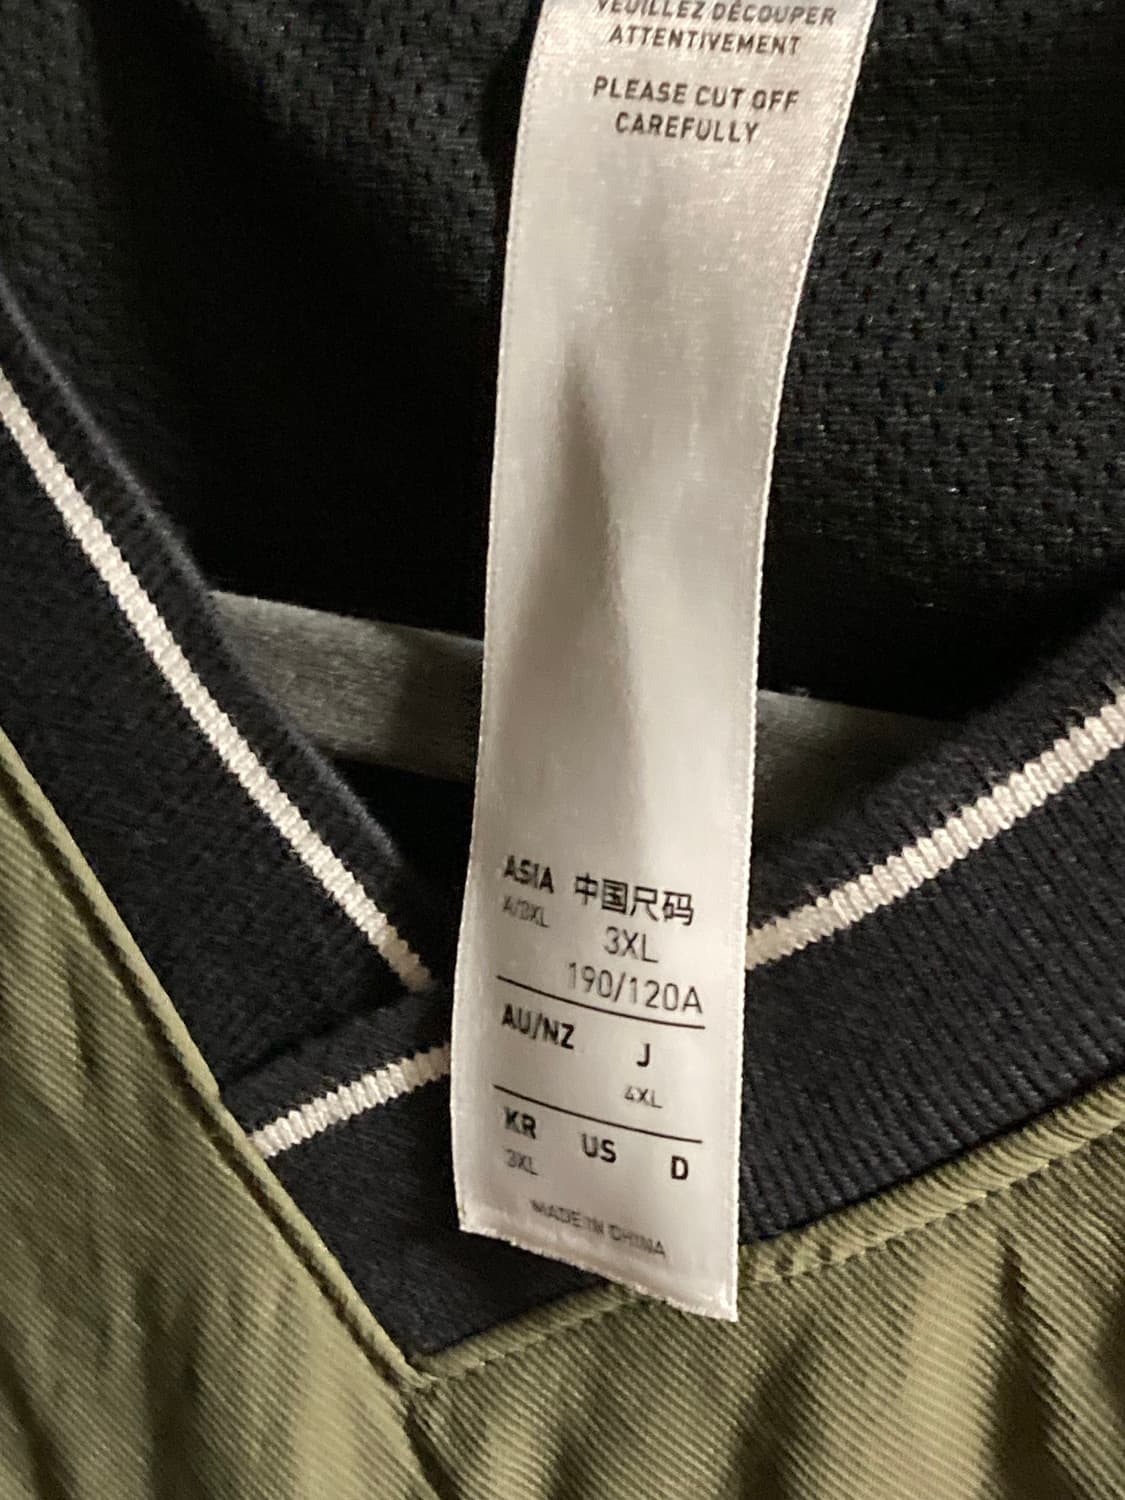 VEUILLEZ DÉCOUPER
ATTENTIVEMENT
PLEASE CUT OFF
CAREFULLY
ASIA 中国尺码
A/3XL 3XL
190/120A
AU/NZ J
4XL
KR US D
3XL
MADE IN CHINA